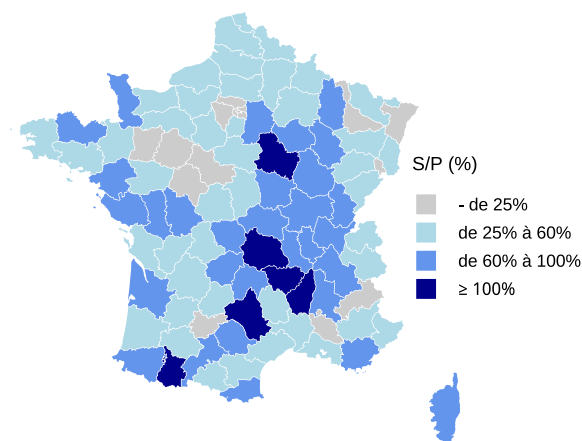 S/P (%)
- de 25%
de 25% à 60%
de 60% à 100%
≥ 100%